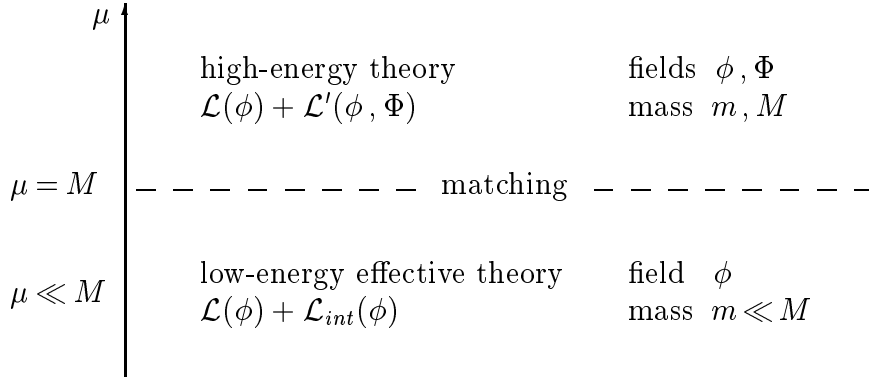 μ
high-energy theory fields ϕ , Φ
ℒ(ϕ) + ℒ′(ϕ , Φ) mass m , M
μ = M matching
low-energy effective theory field ϕ
μ ≪ M
ℒ(ϕ) + ℒ_int(ϕ) mass m ≪ M